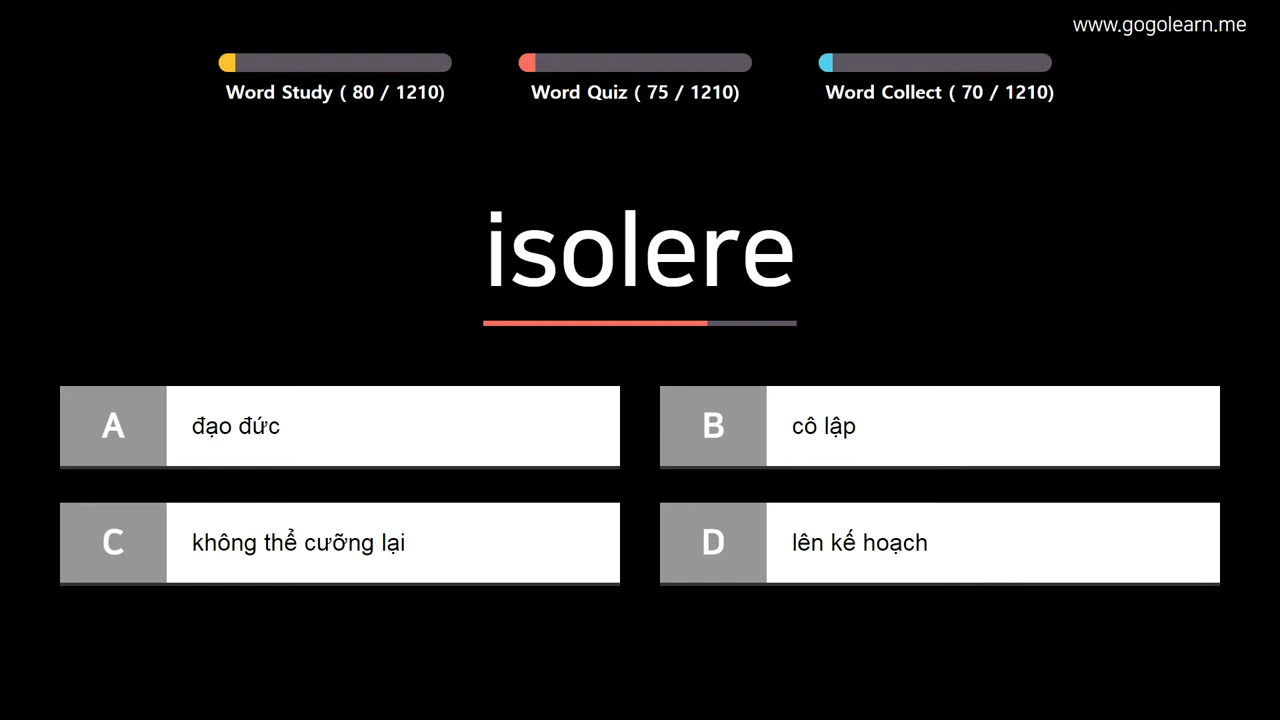 www.gogolearn.me
Word Study ( 80 / 1210)
Word Quiz ( 75 / 1210)
Word Collect ( 70 / 1210)
isolere
A đạo đức
B cô lập
C không thể cưỡng lại
D lên kế hoạch